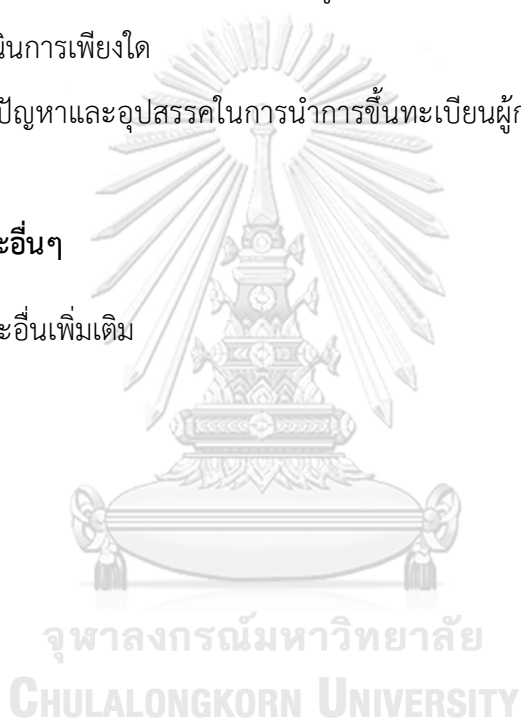 นินการเพียงใด
ปัญหาและอุปสรรคในการนำการขึ้นทะเบียนผู้ก
ะอื่นๆ
ะอื่นเพิ่มเติม
จุฬาลงกรณ์มหาวิทยาลัย
CHULALONGKORN UNIVERSITY